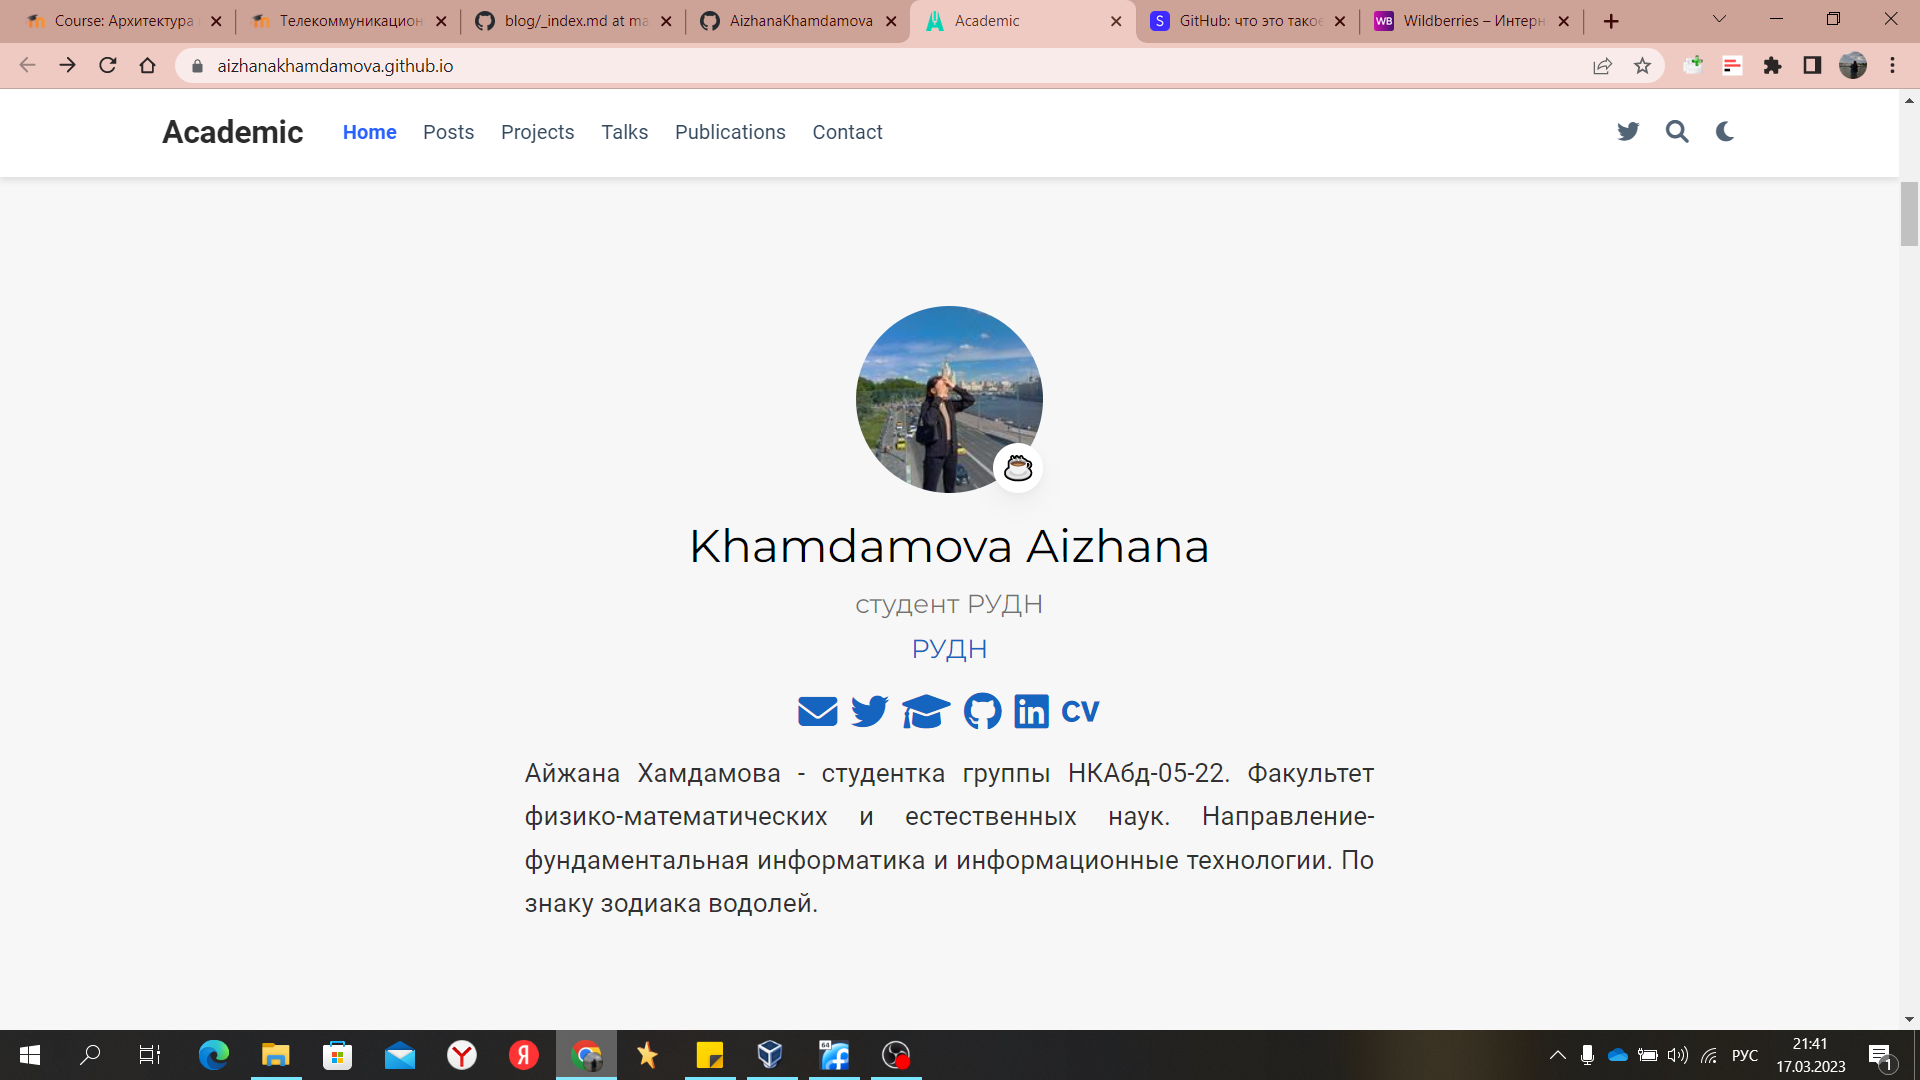 Course: Архитектура
Телекоммуникацион
blog/_index.md at ma
AizhanaKhamdamova
Academic
GitHub: что это такое
WB
Wildberries – Интерн
aizhanakhamdamova.github.io
Academic
Home
Posts
Projects
Talks
Publications
Contact
Khamdamova Aizhana
студент РУДН
РУДН
CV
Айжана Хамдамова - студентка группы НКАбд-05-22. Факультет
физико-математических и естественных наук. Направление-
фундаментальная информатика и информационные технологии. По
знаку зодиака водолей.
64
РУС
21:41
17.03.2023
1